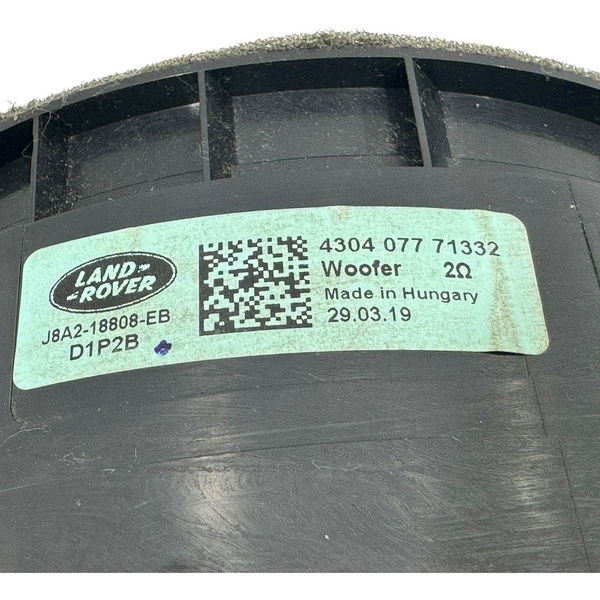 LAND-
-ROVER
J8A2-18808-EB
D1P2B
4304 077 71332
Woofer 2Ω
Made in Hungary
29.03.19